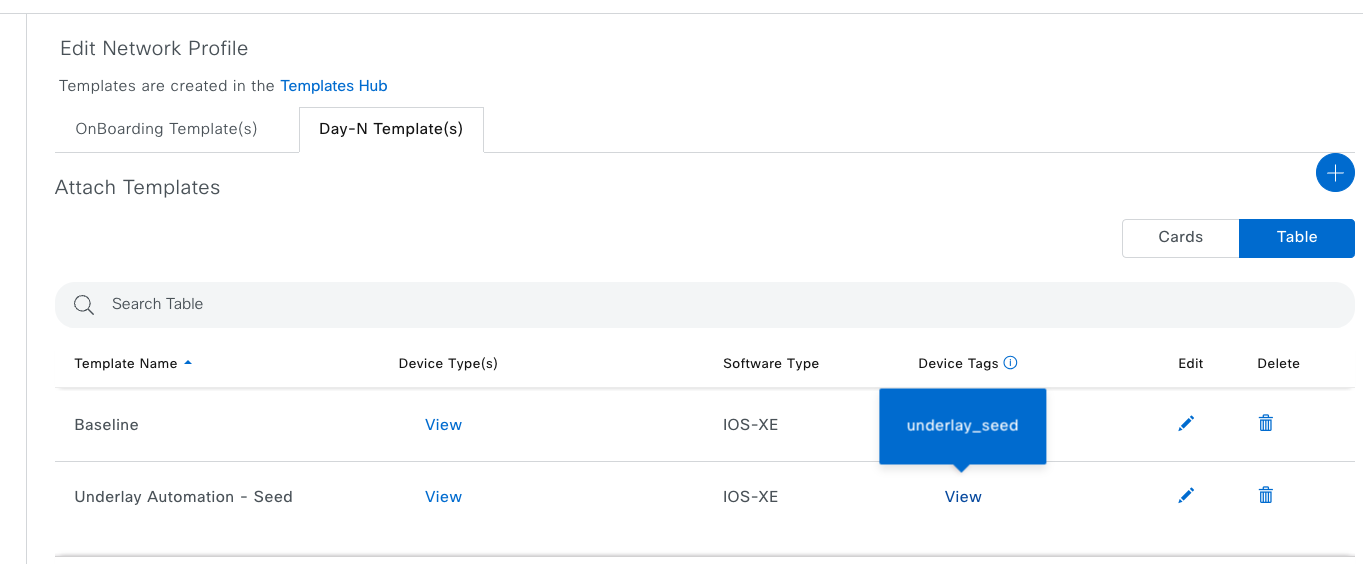 Edit Network Profile
Templates are created in the Templates Hub
OnBoarding Template(s) Day-N Template(s)
Attach Templates
Cards Table
Search Table
Template Name Device Type(s) Software Type Device Tags Edit Delete
Baseline View IOS-XE underlay_seed
Underlay Automation - Seed View IOS-XE View